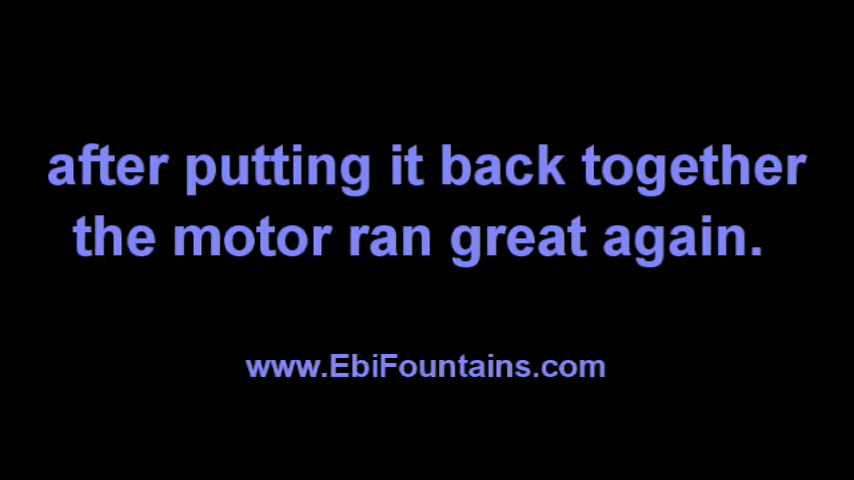 after putting it back together
the motor ran great again.
www.EbiFountains.com